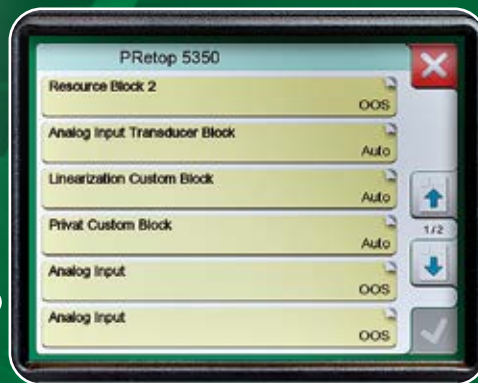 PRetop 5350
Resource Block 2
OOS
Analog Input Transducer Block
Auto
Linearization Custom Block
Auto
Privat Custom Block
Auto
1/2
Analog Input
OOS
Analog Input
OOS